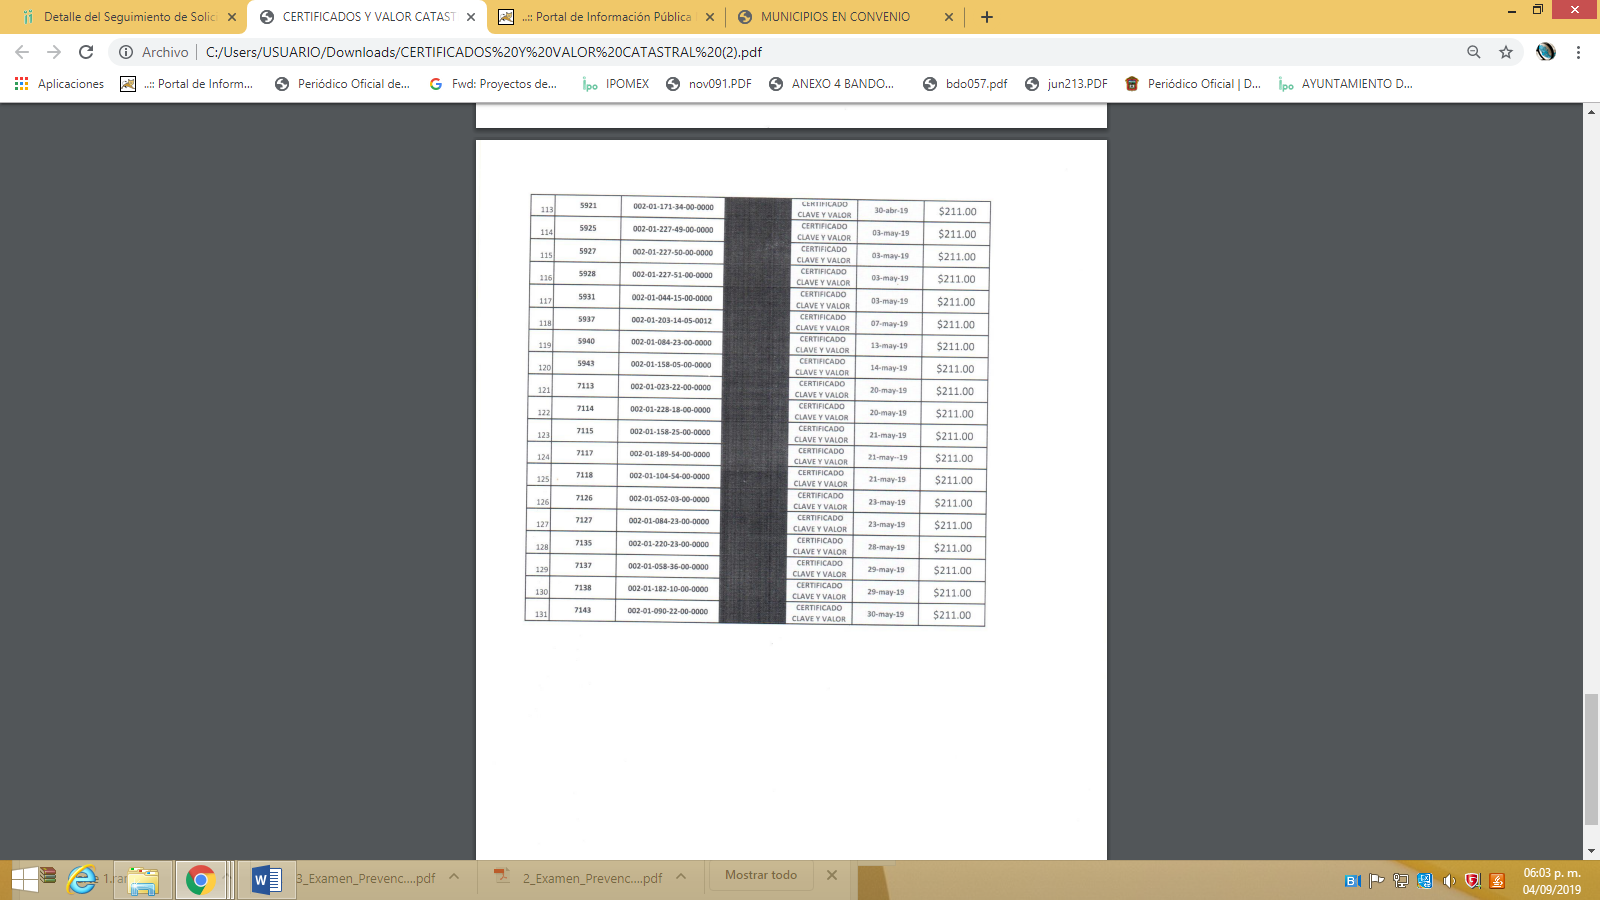 Detalle del Seguimiento de Solici
CERTIFICADOS Y VALOR CATAST
..:: Portal de Información Pública
MUNICIPIOS EN CONVENIO
Archivo | C:/Users/USUARIO/Downloads/CERTIFICADOS%20Y%20VALOR%20CATASTRAL%20(2).pdf
Aplicaciones
..:: Portal de Inform...
Periódico Oficial de...
Fwd: Proyectos de...
IPOMEX
nov091.PDF
ANEXO 4 BANDO...
bdo057.pdf
jun213.PDF
Periódico Oficial | D...
AYUNTAMIENTO D...
113 5921 002-01-171-34-00-0000 CERTIFICADO CLAVE Y VALOR 30-abr-19 $211.00
114 5925 002-01-227-49-00-0000 CERTIFICADO CLAVE Y VALOR 03-may-19 $211.00
115 5927 002-01-227-50-00-0000 CERTIFICADO CLAVE Y VALOR 03-may-19 $211.00
116 5928 002-01-227-51-00-0000 CERTIFICADO CLAVE Y VALOR 03-may-19 $211.00
117 5931 002-01-044-15-00-0000 CERTIFICADO CLAVE Y VALOR 03-may-19 $211.00
118 5937 002-01-203-14-05-0012 CERTIFICADO CLAVE Y VALOR 07-may-19 $211.00
119 5940 002-01-084-23-00-0000 CERTIFICADO CLAVE Y VALOR 13-may-19 $211.00
120 5943 002-01-158-05-00-0000 CERTIFICADO CLAVE Y VALOR 14-may-19 $211.00
121 7113 002-01-023-22-00-0000 CERTIFICADO CLAVE Y VALOR 20-may-19 $211.00
122 7114 002-01-228-18-00-0000 CERTIFICADO CLAVE Y VALOR 20-may-19 $211.00
123 7115 002-01-158-25-00-0000 CERTIFICADO CLAVE Y VALOR 21-may-19 $211.00
124 7117 002-01-189-54-00-0000 CERTIFICADO CLAVE Y VALOR 21-may--19 $211.00
125 7118 002-01-104-54-00-0000 CERTIFICADO CLAVE Y VALOR 21-may-19 $211.00
126 7126 002-01-052-03-00-0000 CERTIFICADO CLAVE Y VALOR 23-may-19 $211.00
127 7127 002-01-084-23-00-0000 CERTIFICADO CLAVE Y VALOR 23-may-19 $211.00
128 7135 002-01-220-23-00-0000 CERTIFICADO CLAVE Y VALOR 28-may-19 $211.00
129 7137 002-01-058-36-00-0000 CERTIFICADO CLAVE Y VALOR 29-may-19 $211.00
130 7138 002-01-182-10-00-0000 CERTIFICADO CLAVE Y VALOR 29-may-19 $211.00
131 7143 002-01-090-22-00-0000 CERTIFICADO CLAVE Y VALOR 30-may-19 $211.00
3_Examen_Prevenc....pdf
2_Examen_Prevenc....pdf
Mostrar todo
06:03 p. m.
04/09/2019